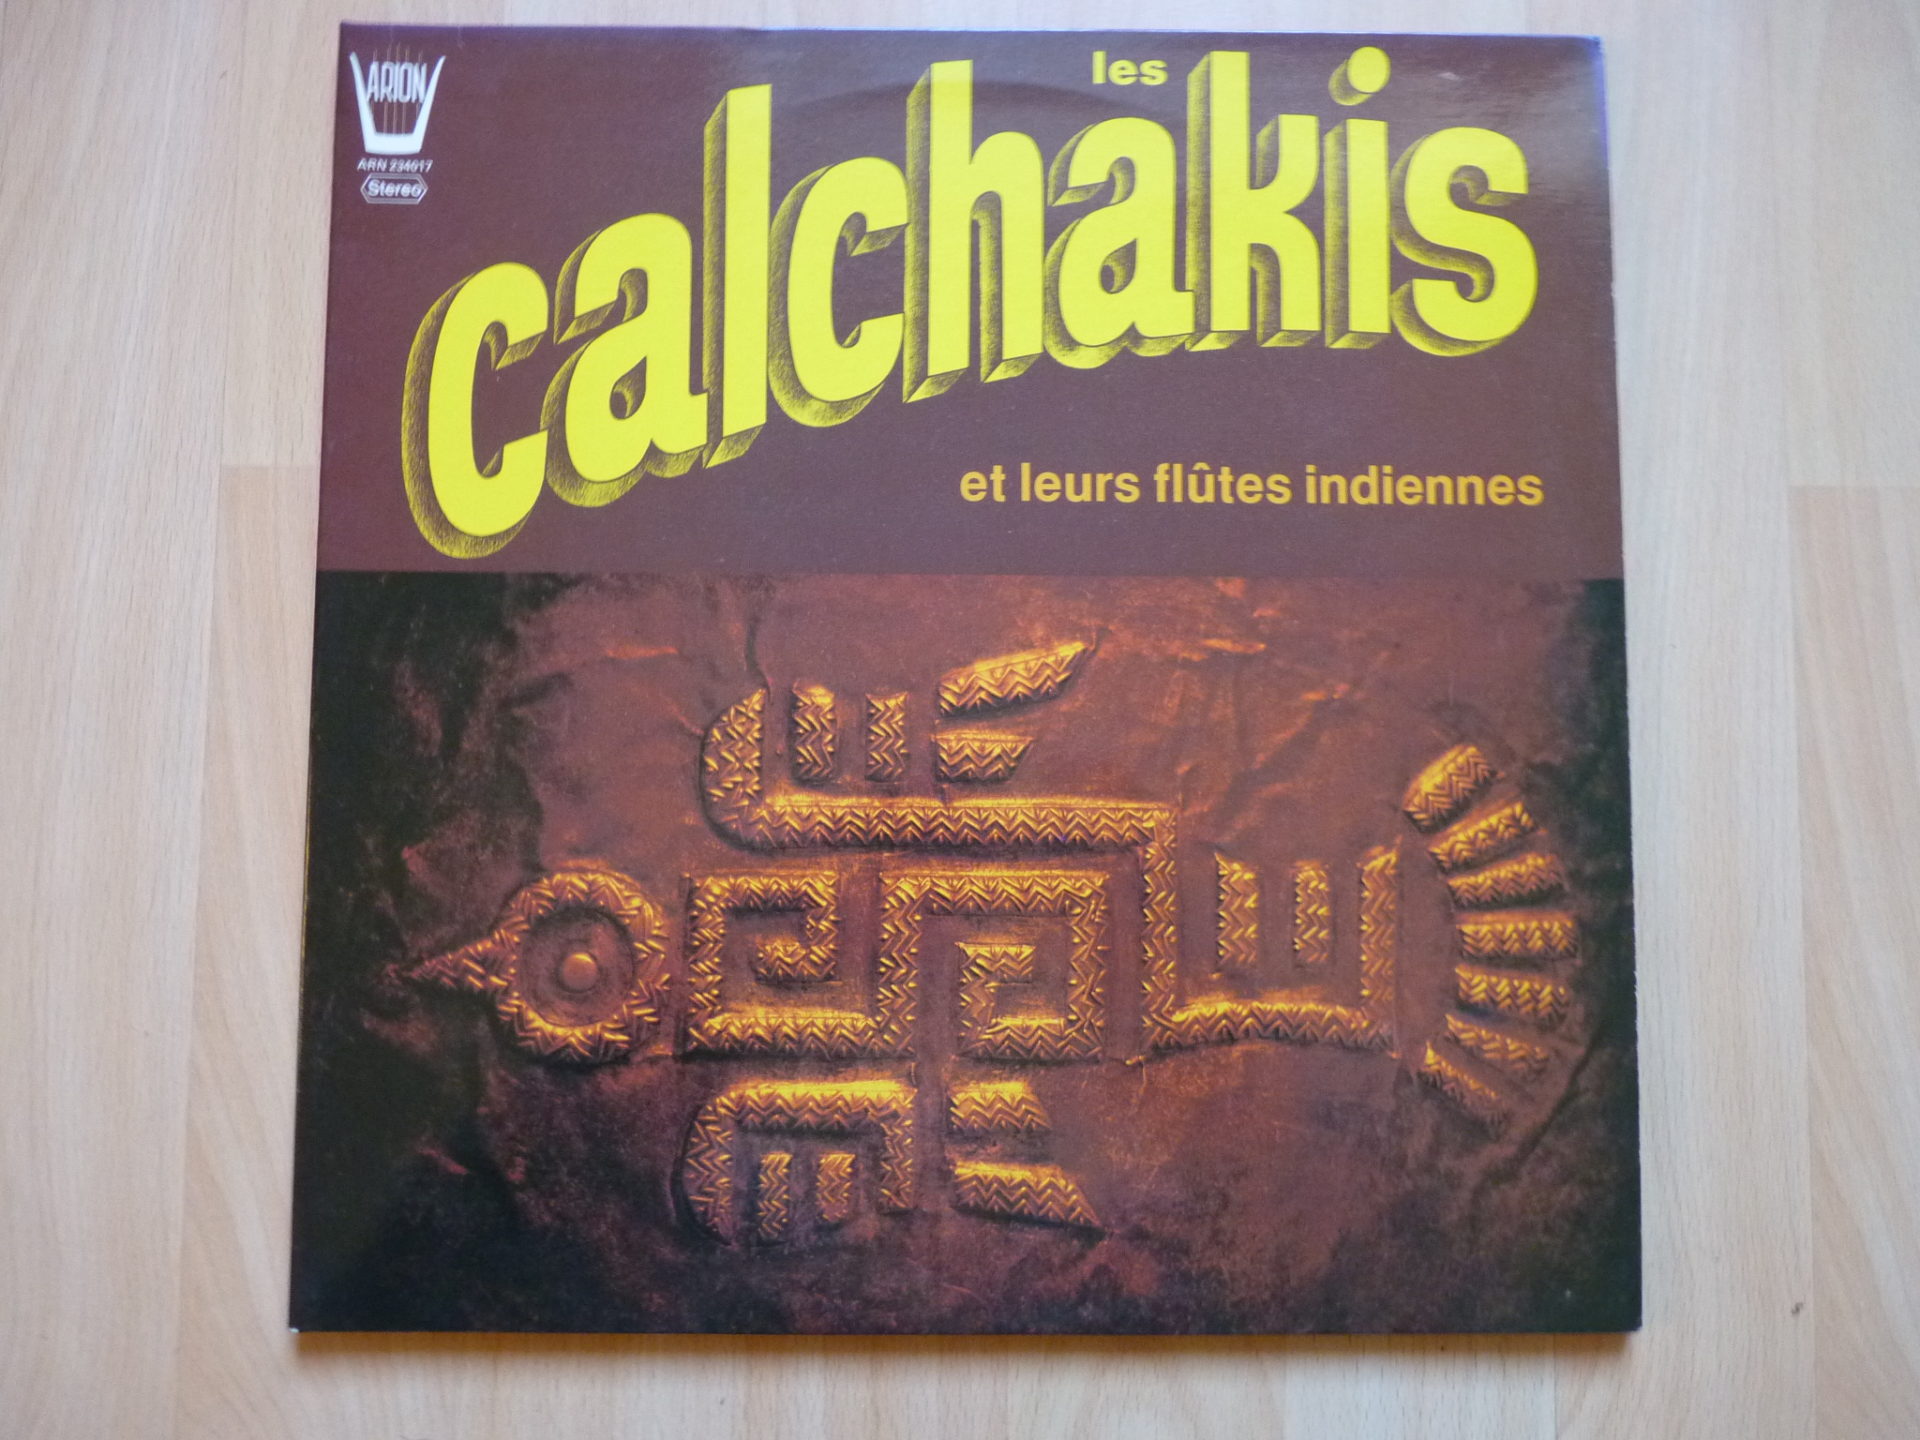 ARION
ARN 234017
Stereo
les
calchakis
et leurs flûtes indiennes